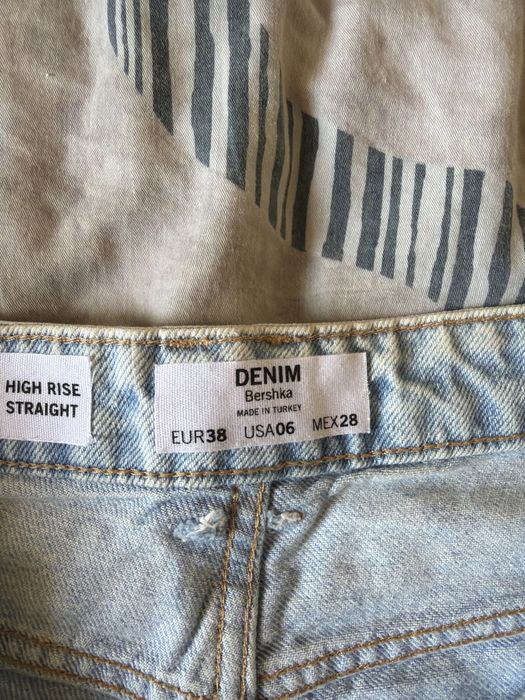 HIGH RISE
STRAIGHT
DENIM
Bershka
MADE IN TURKEY
EUR38 USA06 MEX28